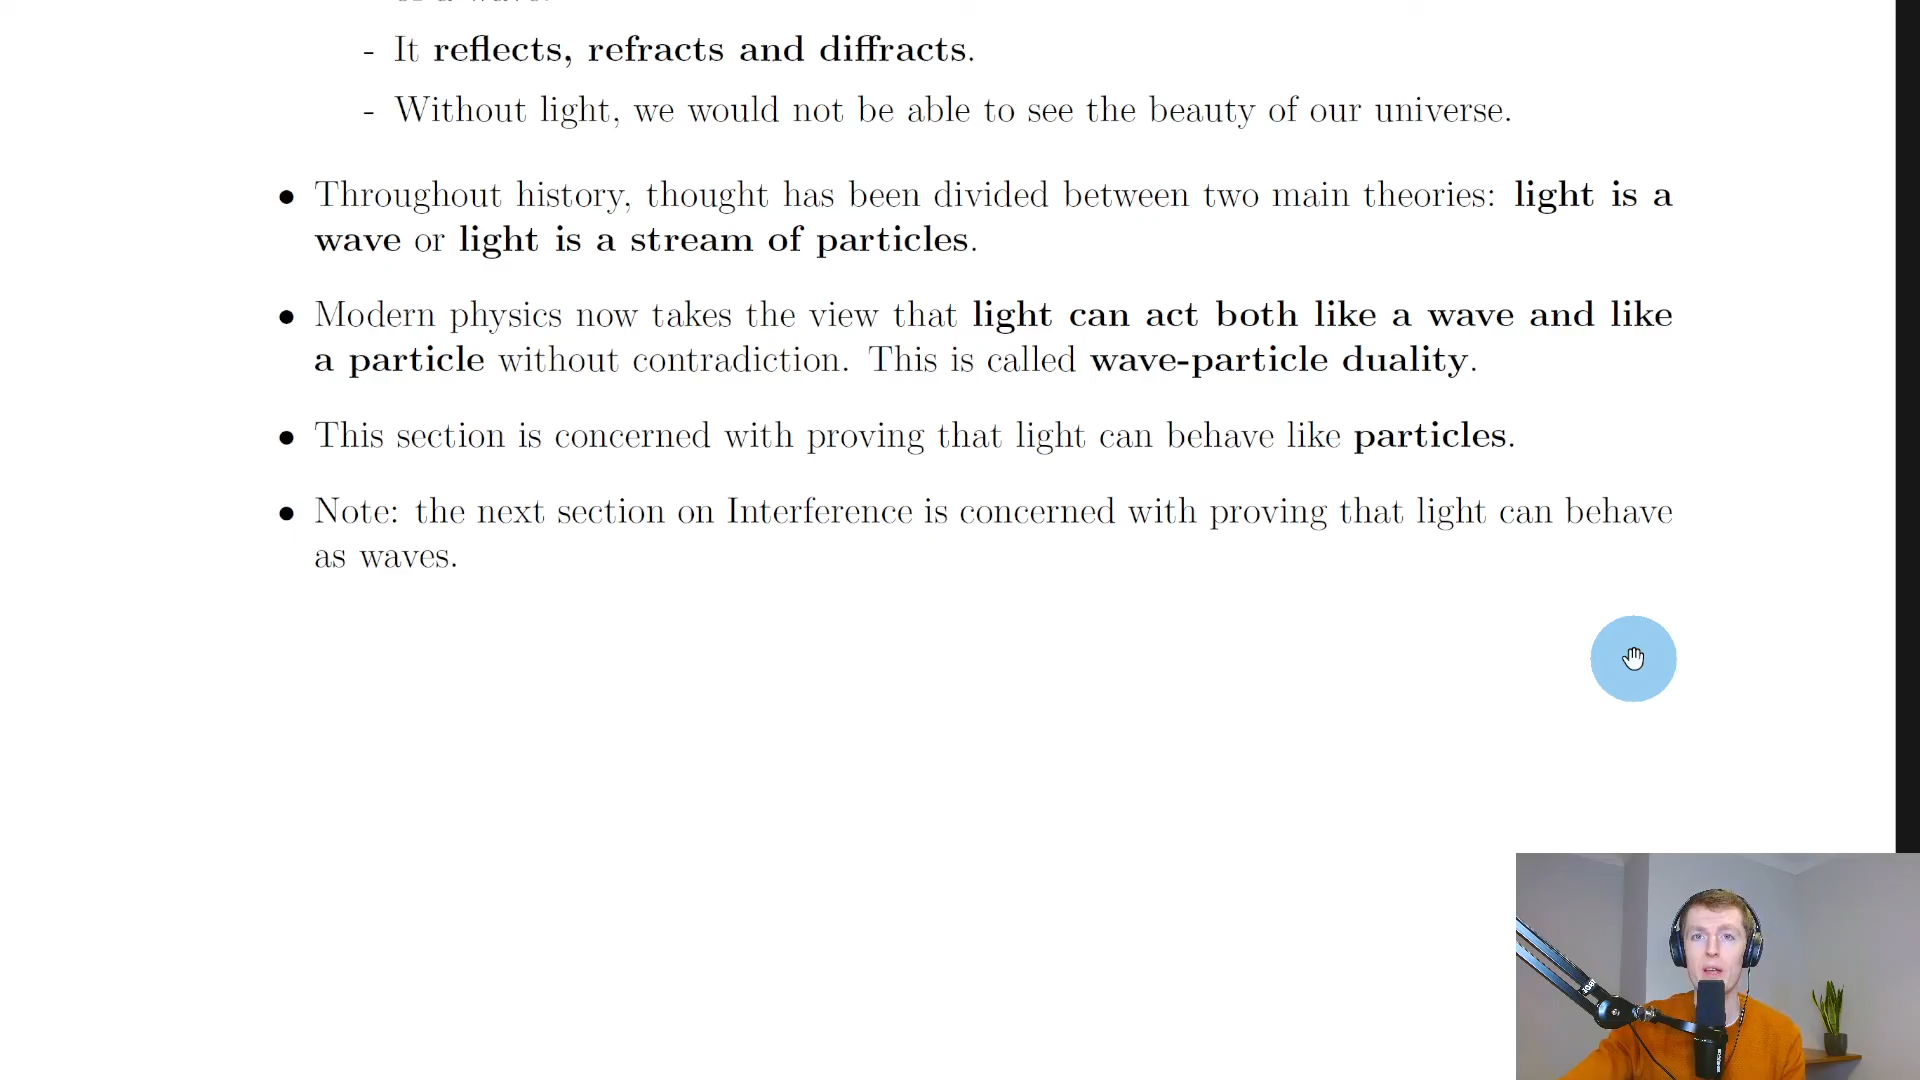 - It reflects, refracts and diffracts.
- Without light, we would not be able to see the beauty of our universe.
• Throughout history, thought has been divided between two main theories: light is a
wave or light is a stream of particles.
• Modern physics now takes the view that light can act both like a wave and like
a particle without contradiction. This is called wave-particle duality.
• This section is concerned with proving that light can behave like particles.
• Note: the next section on Interference is concerned with proving that light can behave
as waves.